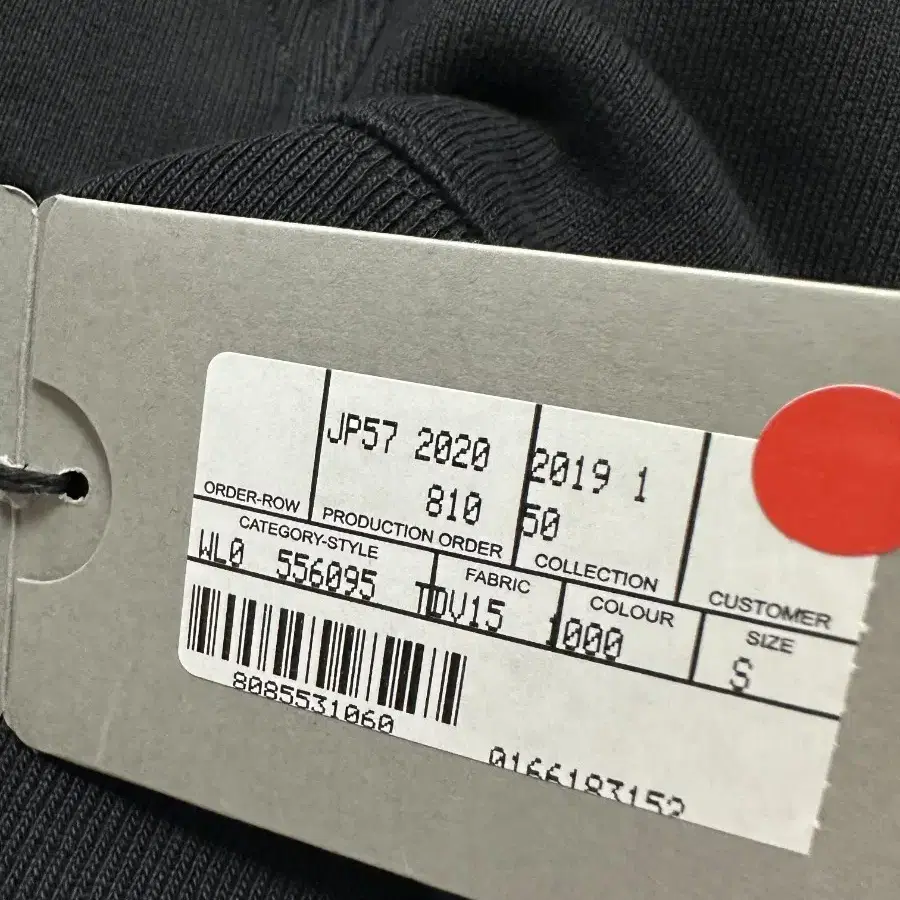 JP57 2020
810
2019 1
50
ORDER-ROW
PRODUCTION ORDER
COLLECTION
CUSTOMER
CATEGORY-STYLE
FABRIC
COLOUR
SIZE
WL0 556095 TDV15 1000 S
8085531060
0166183152